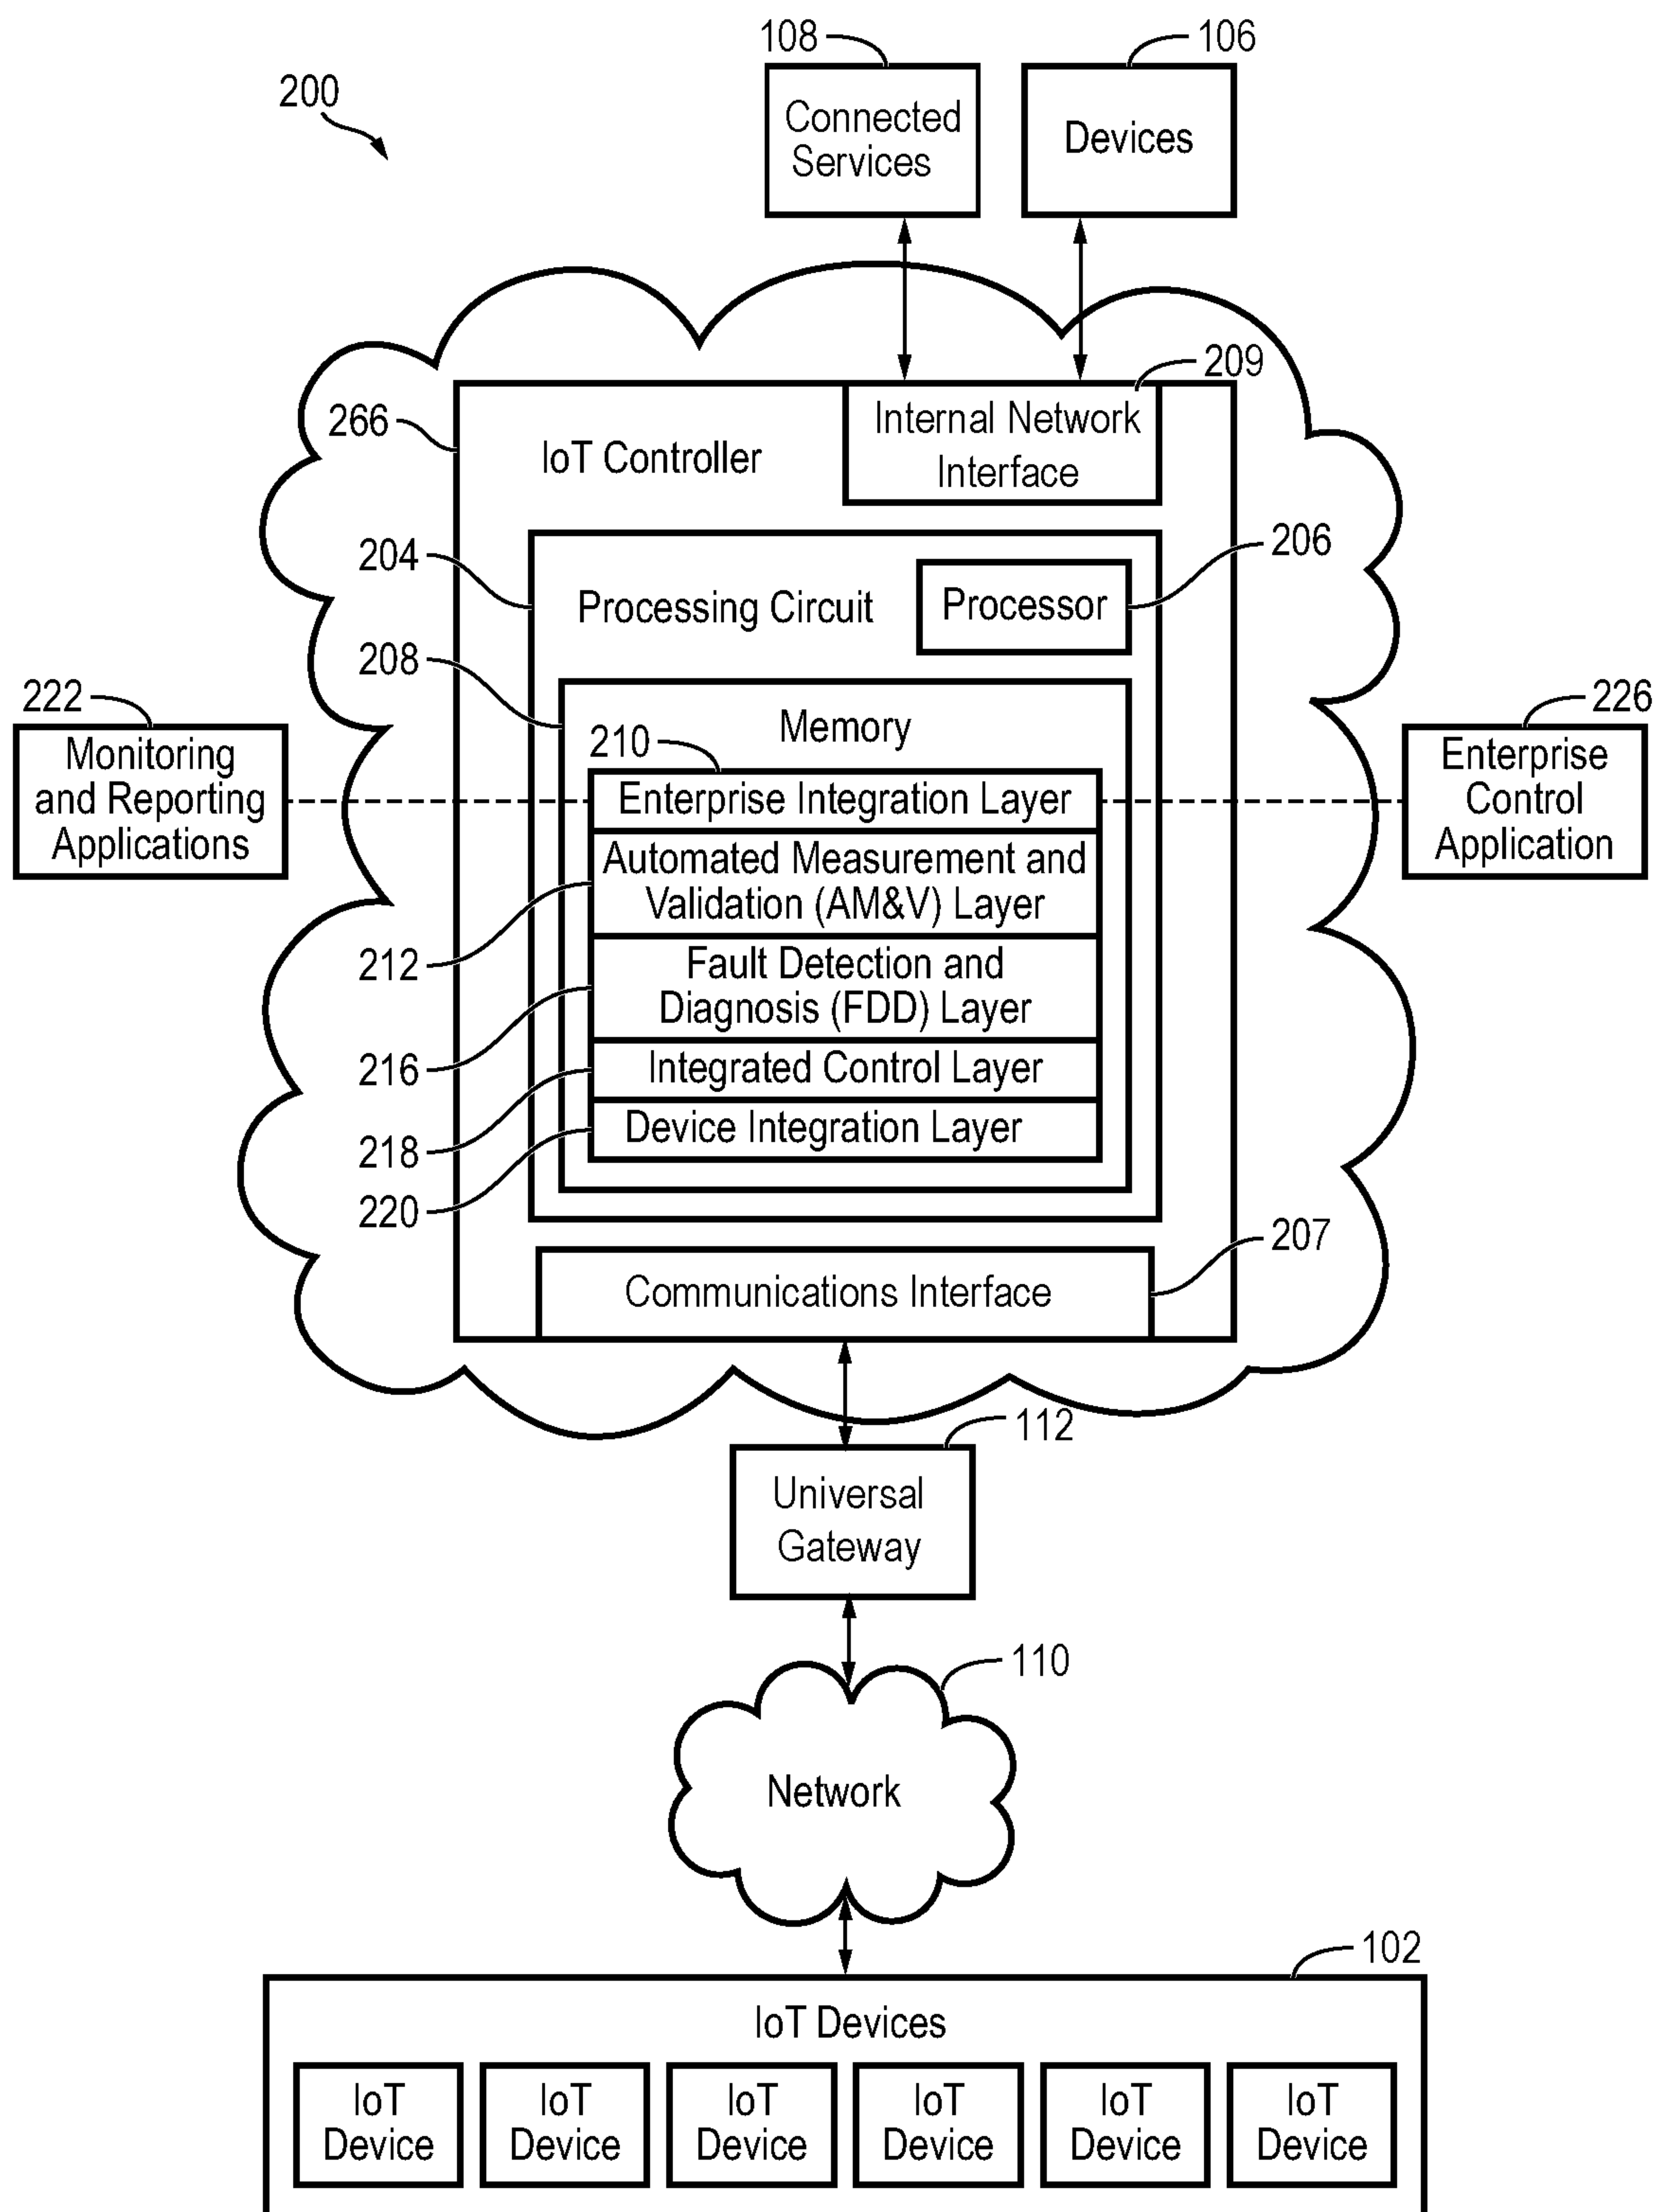 108
106
200
Connected
Services
Devices
209
266
IoT Controller
Internal Network
Interface
204
206
Processing Circuit
Processor
208
222
226
Memory
210
Monitoring
and Reporting
Applications
Enterprise Integration Layer
Enterprise
Control
Application
Automated Measurement and
Validation (AM&V) Layer
212
Fault Detection and
Diagnosis (FDD) Layer
216
Integrated Control Layer
218
Device Integration Layer
220
207
Communications Interface
112
Universal
Gateway
110
Network
102
IoT Devices
IoT
Device
IoT
Device
IoT
Device
IoT
Device
IoT
Device
IoT
Device